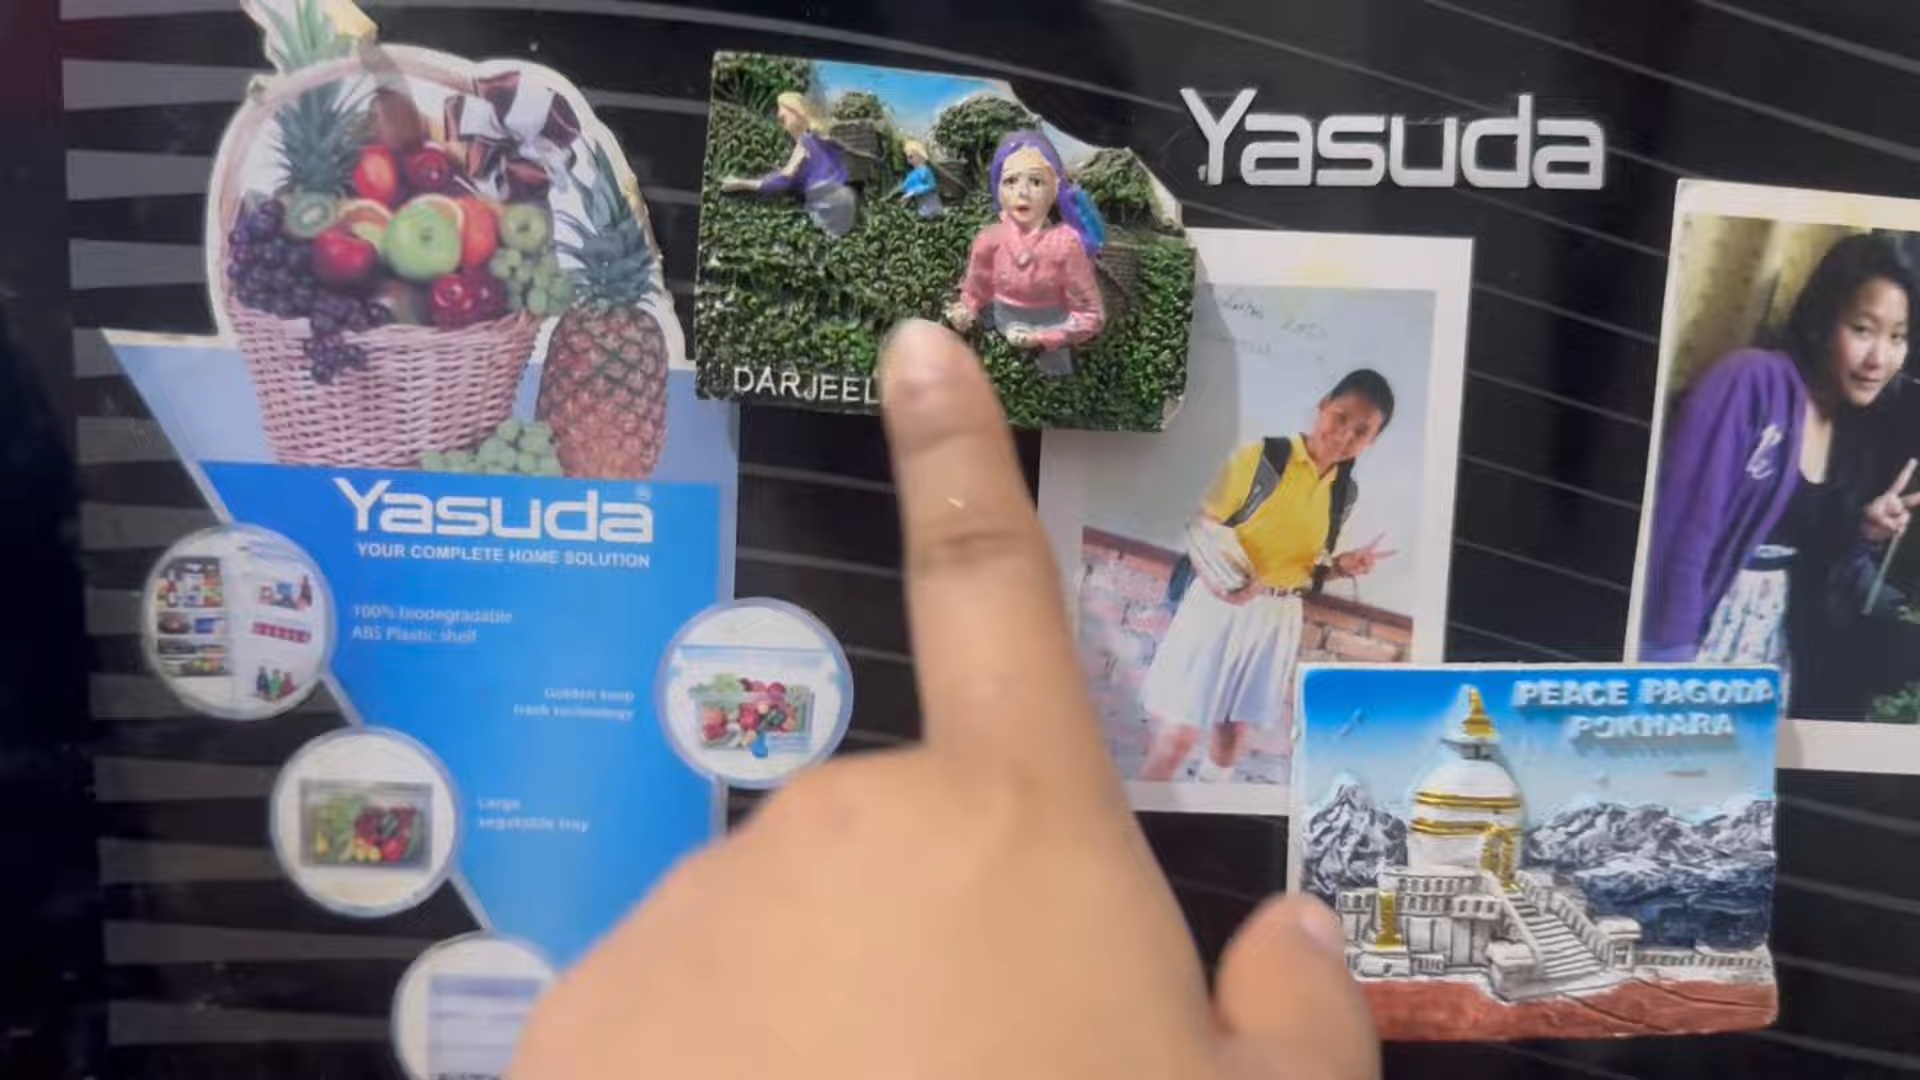 Yasuda
DARJEEL
Yasuda
YOUR COMPLETE HOME SOLUTION
100% biodegradable
ABS Plastic shelf
Golden keep
fresh technology
Large
vegetable tray
PEACE PAGODA
POKHARA